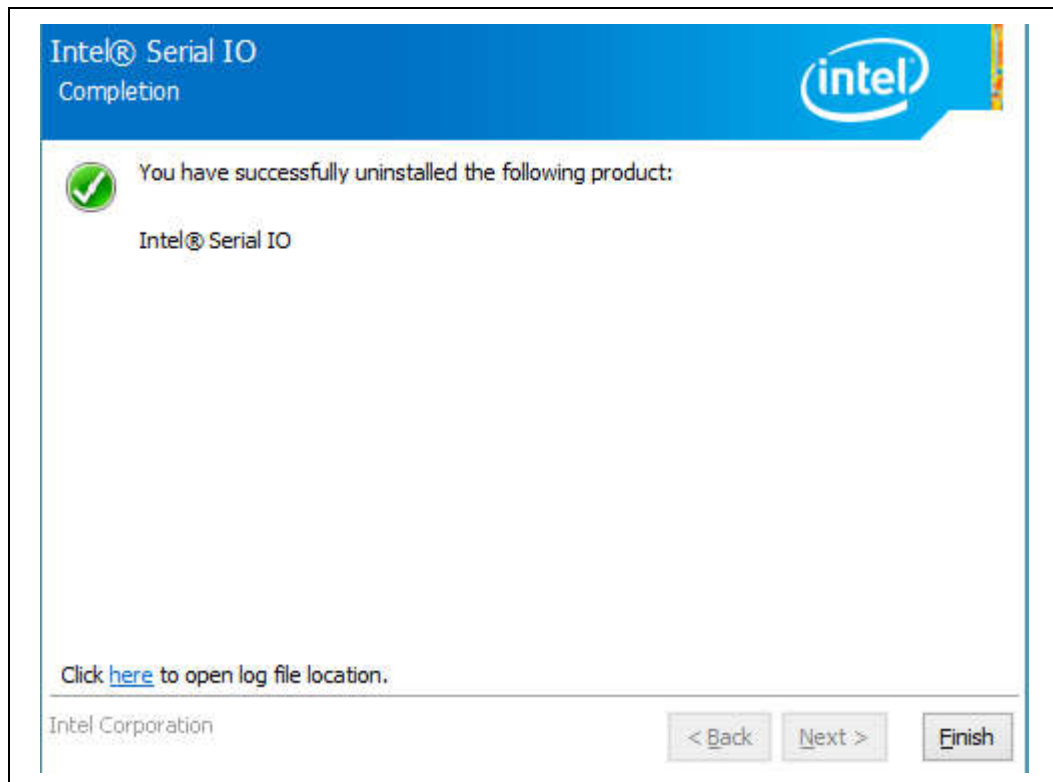 Intel® Serial IO
Completion
intel
You have successfully uninstalled the following product:
Intel® Serial IO
Click here to open log file location.
Intel Corporation
< Back Next > Finish